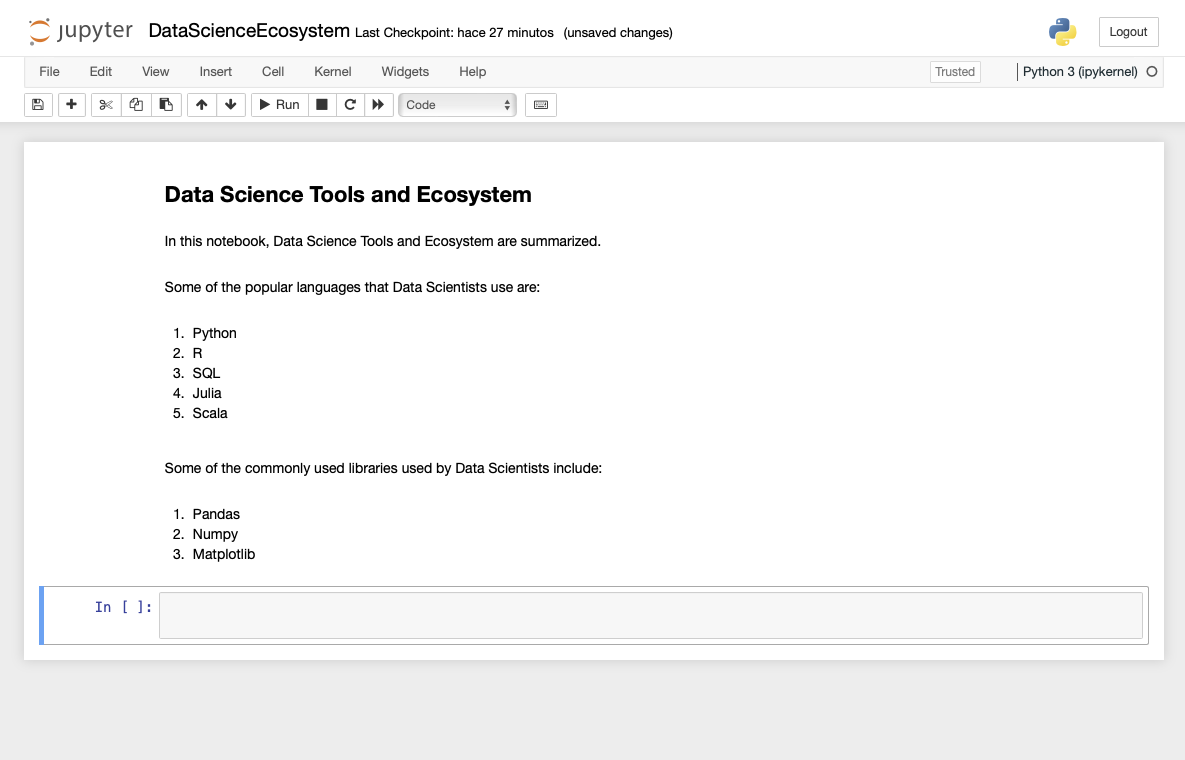 jupyter DataScienceEcosystem Last Checkpoint: hace 27 minutos (unsaved changes)
Logout
File Edit View Insert Cell Kernel Widgets Help Trusted Python 3 (ipykernel)
Run Code
Data Science Tools and Ecosystem
In this notebook, Data Science Tools and Ecosystem are summarized.
Some of the popular languages that Data Scientists use are:
1. Python
2. R
3. SQL
4. Julia
5. Scala
Some of the commonly used libraries used by Data Scientists include:
1. Pandas
2. Numpy
3. Matplotlib
In [ ]: